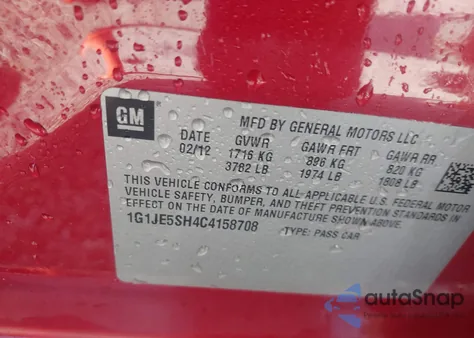 GM
MFD BY GENERAL MOTORS LLC
02/12 GVWR GAWR FRT GAWR RR
1716 KG 896 KG 820 KG
3782 LB 1974 LB 1808 LB
THIS VEHICLE CONFORMS TO ALL APPLICABLE U.S. FEDERAL MOTOR
VEHICLE SAFETY, BUMPER, AND THEFT PREVENTION STANDARDS IN
EFFECT ON THE DATE OF MANUFACTURE SHOWN ABOVE.
1G1JE5SH4C4158708 TYPE: PASS CAR
autoSnap